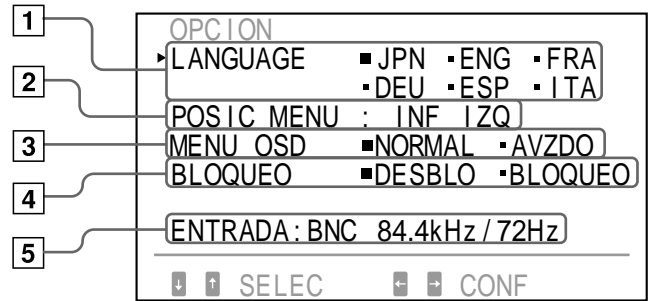 1
2
3
4
5
OPCION
LANGUAGE ■ JPN ▪ENG ▪FRA
▪DEU ▪ESP ▪ITA
POSIC MENU : INF IZQ
MENU OSD ■NORMAL ▪AVZDO
BLOQUEO ■DESBLO ▪BLOQUEO
ENTRADA: BNC 84.4kHz / 72Hz
↓ ↑ SELEC ← → CONF